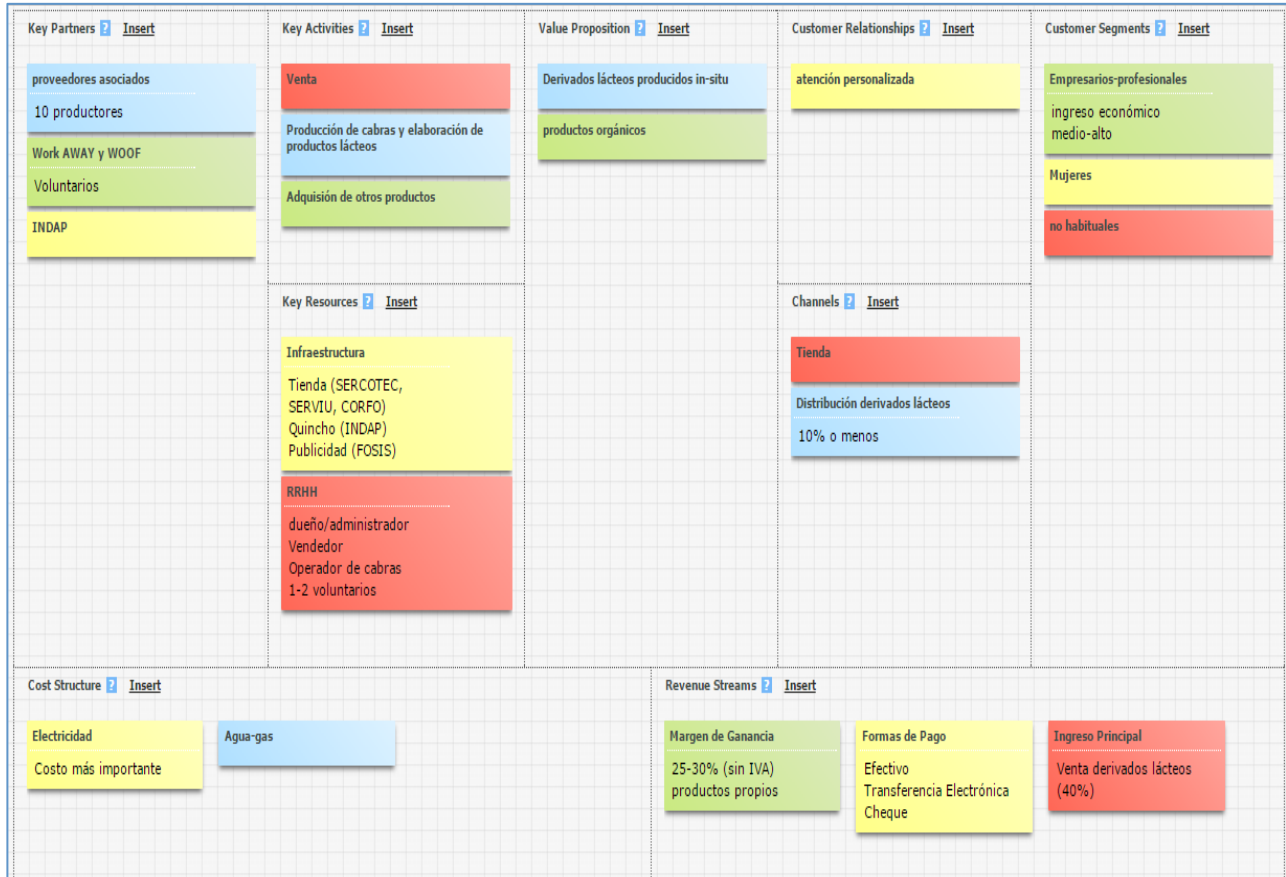 Key Partners ? Insert
proveedores asociados
10 productores
Work AWAY y WOOF
Voluntarios
INDAP
Key Activities ? Insert
Venta
Producción de cabras y elaboración de
productos lácteos
Adquisión de otros productos
Key Resources ? Insert
Infraestructura
Tienda (SERCOTEC,
SERVIU, CORFO)
Quincho (INDAP)
Publicidad (FOSIS)
RRHH
dueño/administrador
Vendedor
Operador de cabras
1-2 voluntarios
Value Proposition ? Insert
Derivados lácteos producidos in-situ
productos orgánicos
Customer Relationships ? Insert
atención personalizada
Channels ? Insert
Tienda
Distribución derivados lácteos
10% o menos
Customer Segments ? Insert
Empresarios-profesionales
ingreso económico
medio-alto
Mujeres
no habituales
Cost Structure ? Insert
Electricidad
Costo más importante
Agua-gas
Revenue Streams ? Insert
Margen de Ganancia
25-30% (sin IVA)
productos propios
Formas de Pago
Efectivo
Transferencia Electrónica
Cheque
Ingreso Principal
Venta derivados lácteos
(40%)